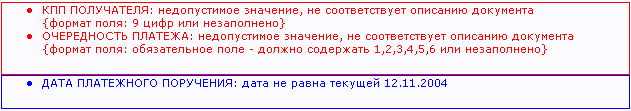 КПП ПОЛУЧАТЕЛЯ: недопустимое значение, не соответствует описанию документа
{формат поля: 9 цифр или незаполнено}
ОЧЕРЕДНОСТЬ ПЛАТЕЖА: недопустимое значение, не соответствует описанию документа
{формат поля: обязательное поле - должно содержать 1,2,3,4,5,6 или незаполнено}
ДАТА ПЛАТЕЖНОГО ПОРУЧЕНИЯ: дата не равна текущей 12.11.2004